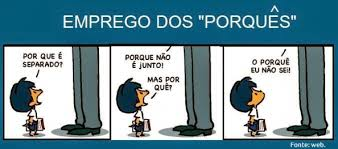 EMPREGO DOS "PORQUÊS"
POR QUE É
SEPARADO?
PORQUE NÃO
É JUNTO!
MAS POR
QUÊ?
O PORQUÊ
EU NÃO SEI!
Fonte: web.